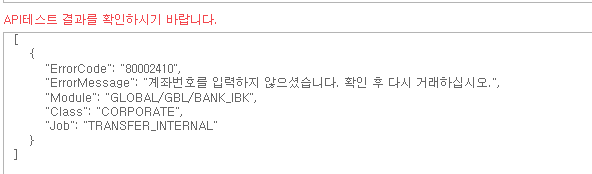 API테스트 결과를 확인하시기 바랍니다.
[
{
"ErrorCode": "80002410",
"ErrorMessage": "계좌번호를 입력하지 않으셨습니다. 확인 후 다시 거래하십시오.",
"Module": "GLOBAL/GBL/BANK_IBK",
"Class": "CORPORATE",
"Job": "TRANSFER_INTERNAL"
}
]